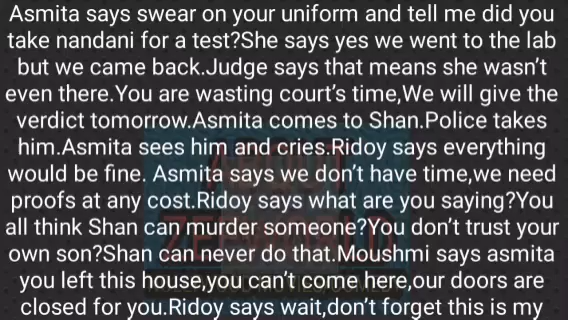 Asmita says swear on your uniform and tell me did you
take nandani for a test?She says yes we went to the lab
but we came back.Judge says that means she wasn't
even there.You are wasting court's time,We will give the
verdict tomorrow.Asmita comes to Shan.Police takes
him.Asmita sees him and cries.Ridoy says everything
would be fine. Asmita says we don't have time,we need
proofs at any cost.Ridoy says what are you saying?You
all think Shan can murder someone?You don't trust your
own son?Shan can never do that.Moushmi says asmita
you left this house,you can't come here,our doors are
closed for you.Ridoy says wait,don't forget this is my